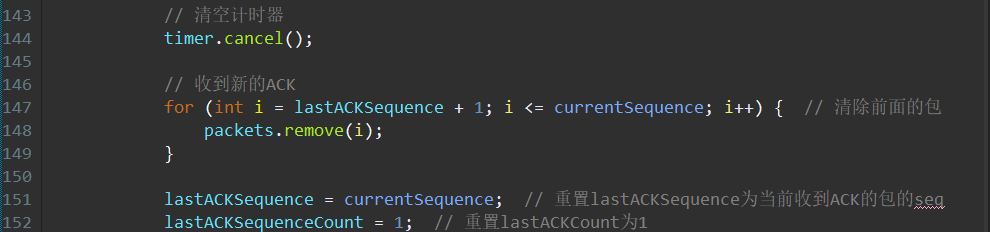 143 // 清空计时器
144 timer.cancel();
145
146 // 收到新的ACK
147 for (int i = lastACKSequence + 1; i <= currentSequence; i++) { // 清除前面的包
148 packets.remove(i);
149 }
150
151 lastACKSequence = currentSequence; // 重置lastACKSequence为当前收到ACK的包的seq
152 lastACKSequenceCount = 1; // 重置lastACKCount为1